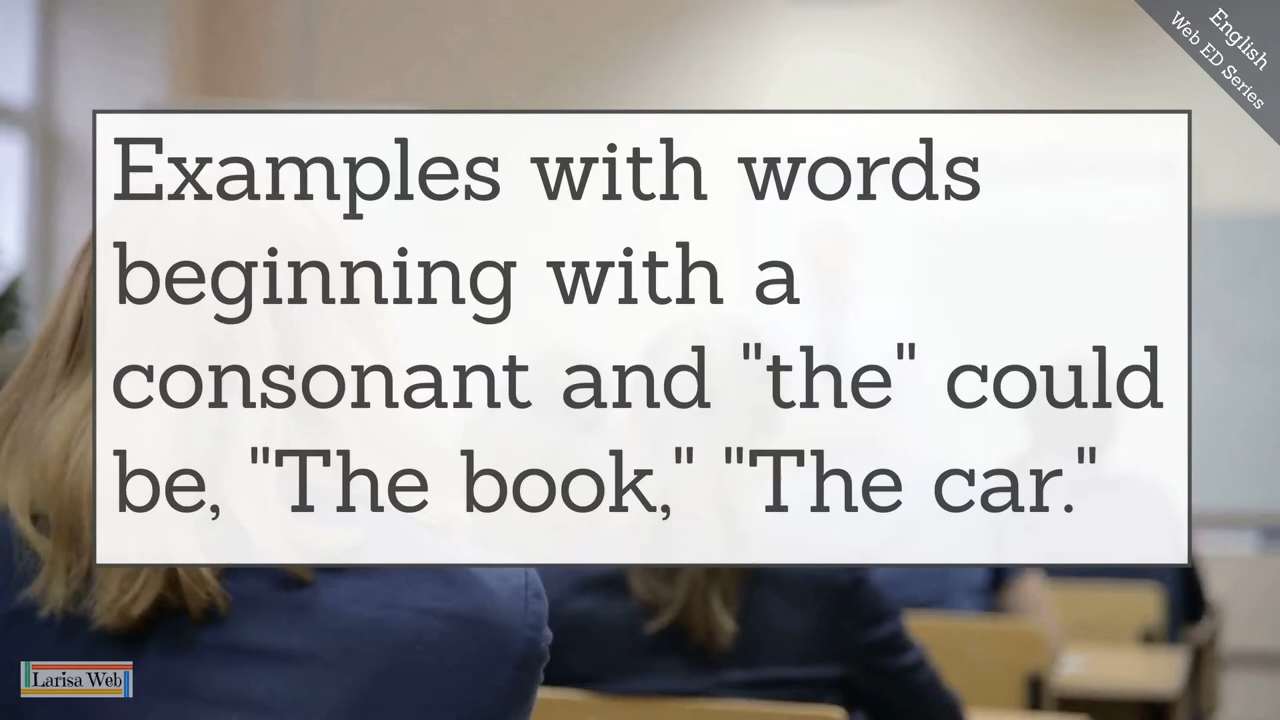 English
Web ED Series
Examples with words
beginning with a
consonant and "the" could
be, "The book," "The car."
Larisa Web